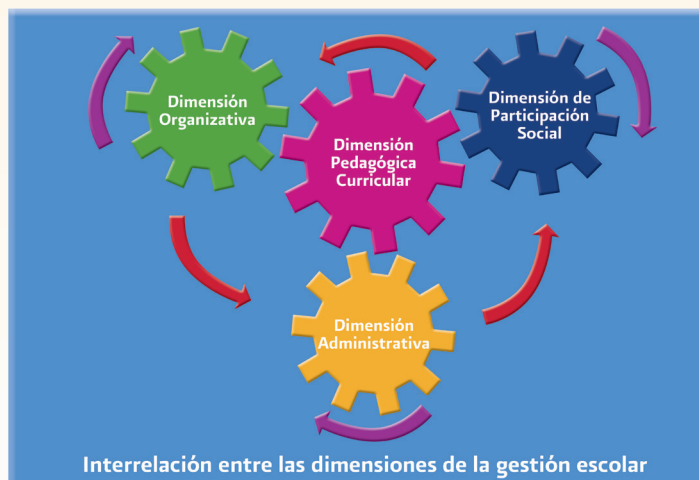 Dimensión
Organizativa
Dimensión
Pedagógica
Curricular
Dimensión de
Participación
Social
Dimensión
Administrativa
Interrelación entre las dimensiones de la gestión escolar